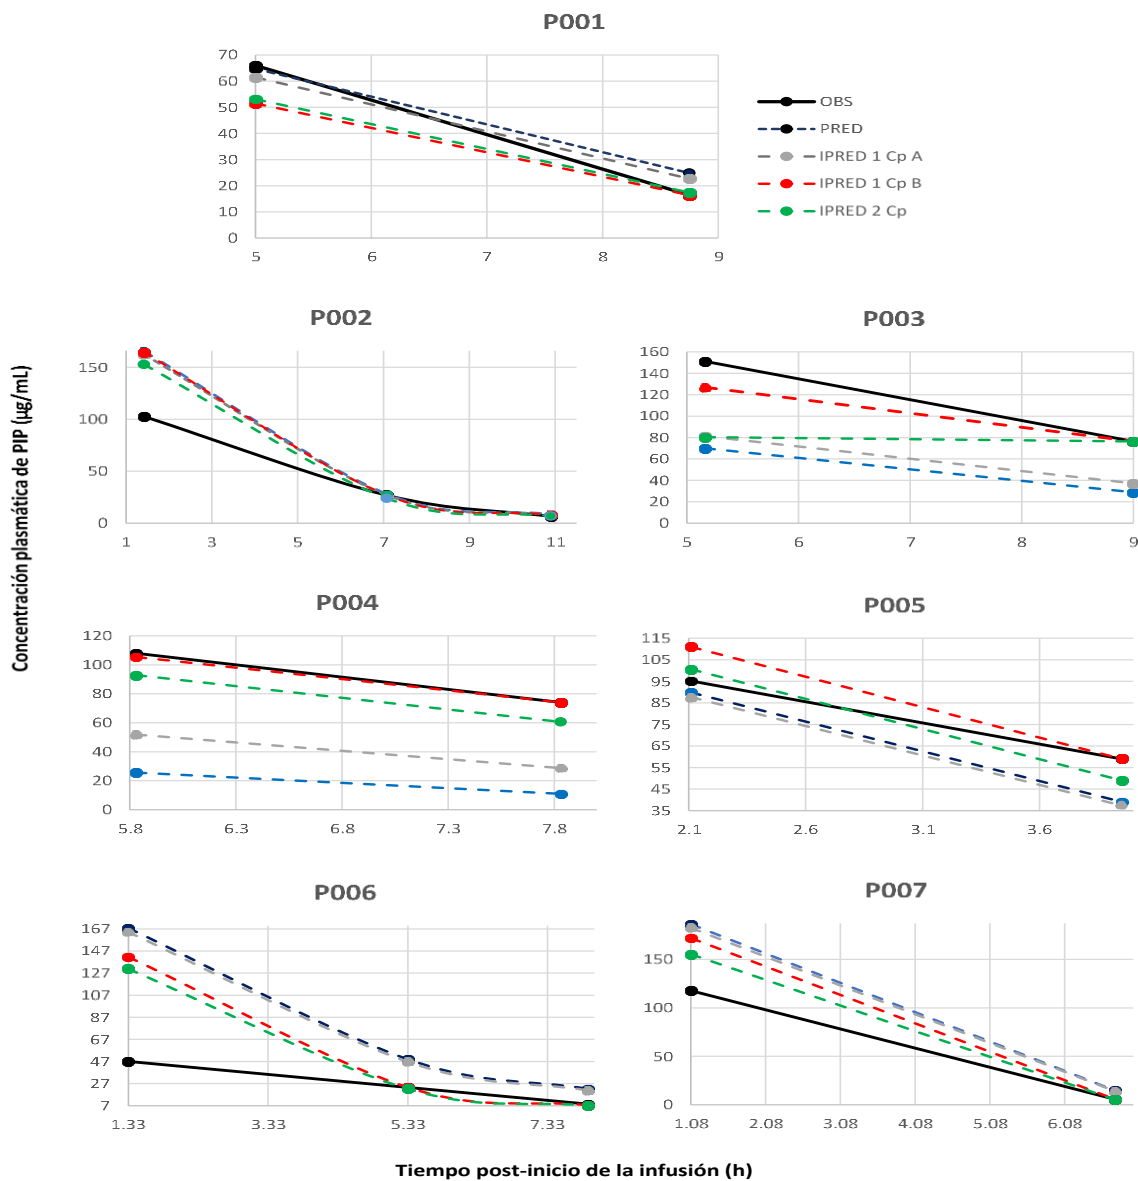 P001
70
60
50
40
30
20
10
0
5 6 7 8 9
OBS
PRED
IPRED 1 Cp A
IPRED 1 Cp B
IPRED 2 Cp
Concentración plasmática de PIP (µg/mL)
P002
150
100
50
0
1 3 5 7 9 11
P003
160
140
120
100
80
60
40
20
0
5 6 7 8 9
P004
120
100
80
60
40
20
0
5.8 6.3 6.8 7.3 7.8
P005
115
105
95
85
75
65
55
45
35
2.1 2.6 3.1 3.6
P006
167
147
127
107
87
67
47
27
7
1.33 3.33 5.33 7.33
P007
150
100
50
0
1.08 2.08 3.08 4.08 5.08 6.08
Tiempo post-inicio de la infusión (h)